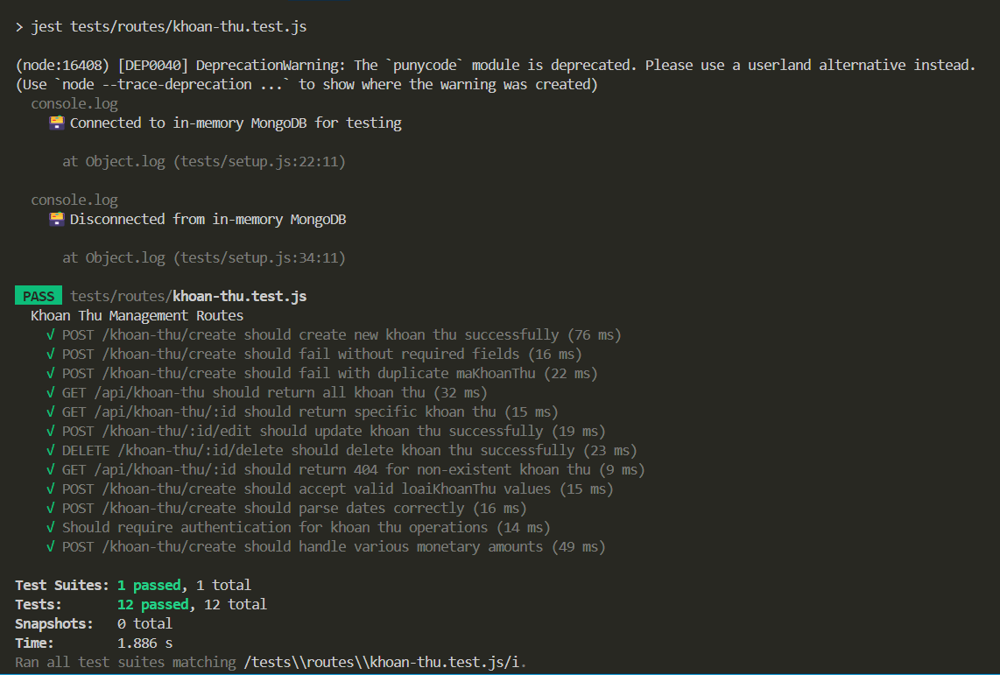 > jest tests/routes/khoan-thu.test.js
(node:16408) [DEP0040] DeprecationWarning: The `punycode` module is deprecated. Please use a userland alternative instead.
(Use `node --trace-deprecation ...` to show where the warning was created)
console.log
Connected to in-memory MongoDB for testing
at Object.log (tests/setup.js:22:11)
console.log
Disconnected from in-memory MongoDB
at Object.log (tests/setup.js:34:11)
PASS tests/routes/khoan-thu.test.js
Khoan Thu Management Routes
√ POST /khoan-thu/create should create new khoan thu successfully (76 ms)
√ POST /khoan-thu/create should fail without required fields (16 ms)
√ POST /khoan-thu/create should fail with duplicate maKhoanThu (22 ms)
√ GET /api/khoan-thu should return all khoan thu (32 ms)
√ GET /api/khoan-thu/:id should return specific khoan thu (15 ms)
√ POST /khoan-thu/:id/edit should update khoan thu successfully (19 ms)
√ DELETE /khoan-thu/:id/delete should delete khoan thu successfully (23 ms)
√ GET /api/khoan-thu/:id should return 404 for non-existent khoan thu (9 ms)
√ POST /khoan-thu/create should accept valid loaiKhoanThu values (15 ms)
√ POST /khoan-thu/create should parse dates correctly (16 ms)
√ Should require authentication for khoan thu operations (14 ms)
√ POST /khoan-thu/create should handle various monetary amounts (49 ms)
Test Suites: 1 passed, 1 total
Tests: 12 passed, 12 total
Snapshots: 0 total
Time: 1.886 s
Ran all test suites matching /tests\\routes\\khoan-thu.test.js/i.